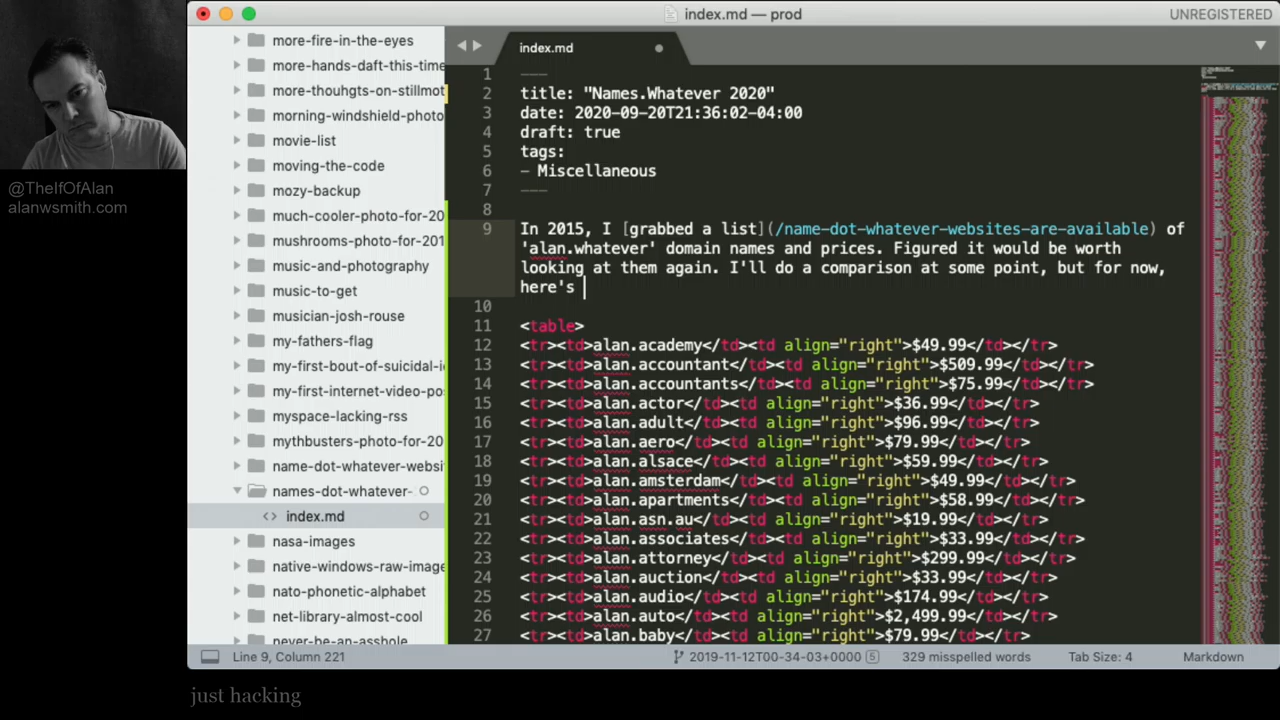 index.md — prod
UNREGISTERED
@TheIfOfAlan
alanwsmith.com
more-fire-in-the-eyes
more-hands-daft-this-time
more-thouhgts-on-stillmot
morning-windshield-photo
movie-list
moving-the-code
mozy-backup
much-cooler-photo-for-20
mushrooms-photo-for-201
music-and-photography
music-to-get
musician-josh-rouse
my-fathers-flag
my-first-bout-of-suicidal-i
my-first-internet-video-pos
myspace-lacking-rss
mythbusters-photo-for-20
name-dot-whatever-websi
names-dot-whatever-
<> index.md
nasa-images
native-windows-raw-image
nato-phonetic-alphabet
net-library-almost-cool
never-be-an-asshole
index.md
1 ---
2 title: "Names.Whatever 2020"
3 date: 2020-09-20T21:36:02-04:00
4 draft: true
5 tags:
6 - Miscellaneous
7 ---
8
9 In 2015, I [grabbed a list](/name-dot-whatever-websites-are-available) of
'alan.whatever' domain names and prices. Figured it would be worth
looking at them again. I'll do a comparison at some point, but for now,
here's
10
11 <table>
12 <tr><td>alan.academy</td><td align="right">$49.99</td></tr>
13 <tr><td>alan.accountant</td><td align="right">$509.99</td></tr>
14 <tr><td>alan.accountants</td><td align="right">$75.99</td></tr>
15 <tr><td>alan.actor</td><td align="right">$36.99</td></tr>
16 <tr><td>alan.adult</td><td align="right">$96.99</td></tr>
17 <tr><td>alan.aero</td><td align="right">$79.99</td></tr>
18 <tr><td>alan.alsace</td><td align="right">$59.99</td></tr>
19 <tr><td>alan.amsterdam</td><td align="right">$49.99</td></tr>
20 <tr><td>alan.apartments</td><td align="right">$58.99</td></tr>
21 <tr><td>alan.asn.au</td><td align="right">$19.99</td></tr>
22 <tr><td>alan.associates</td><td align="right">$33.99</td></tr>
23 <tr><td>alan.attorney</td><td align="right">$299.99</td></tr>
24 <tr><td>alan.auction</td><td align="right">$33.99</td></tr>
25 <tr><td>alan.audio</td><td align="right">$174.99</td></tr>
26 <tr><td>alan.auto</td><td align="right">$2,499.99</td></tr>
27 <tr><td>alan.baby</td><td align="right">$79.99</td></tr>
Line 9, Column 221
2019-11-12T00-34-03+0000 5
329 misspelled words
Tab Size: 4
Markdown
just hacking